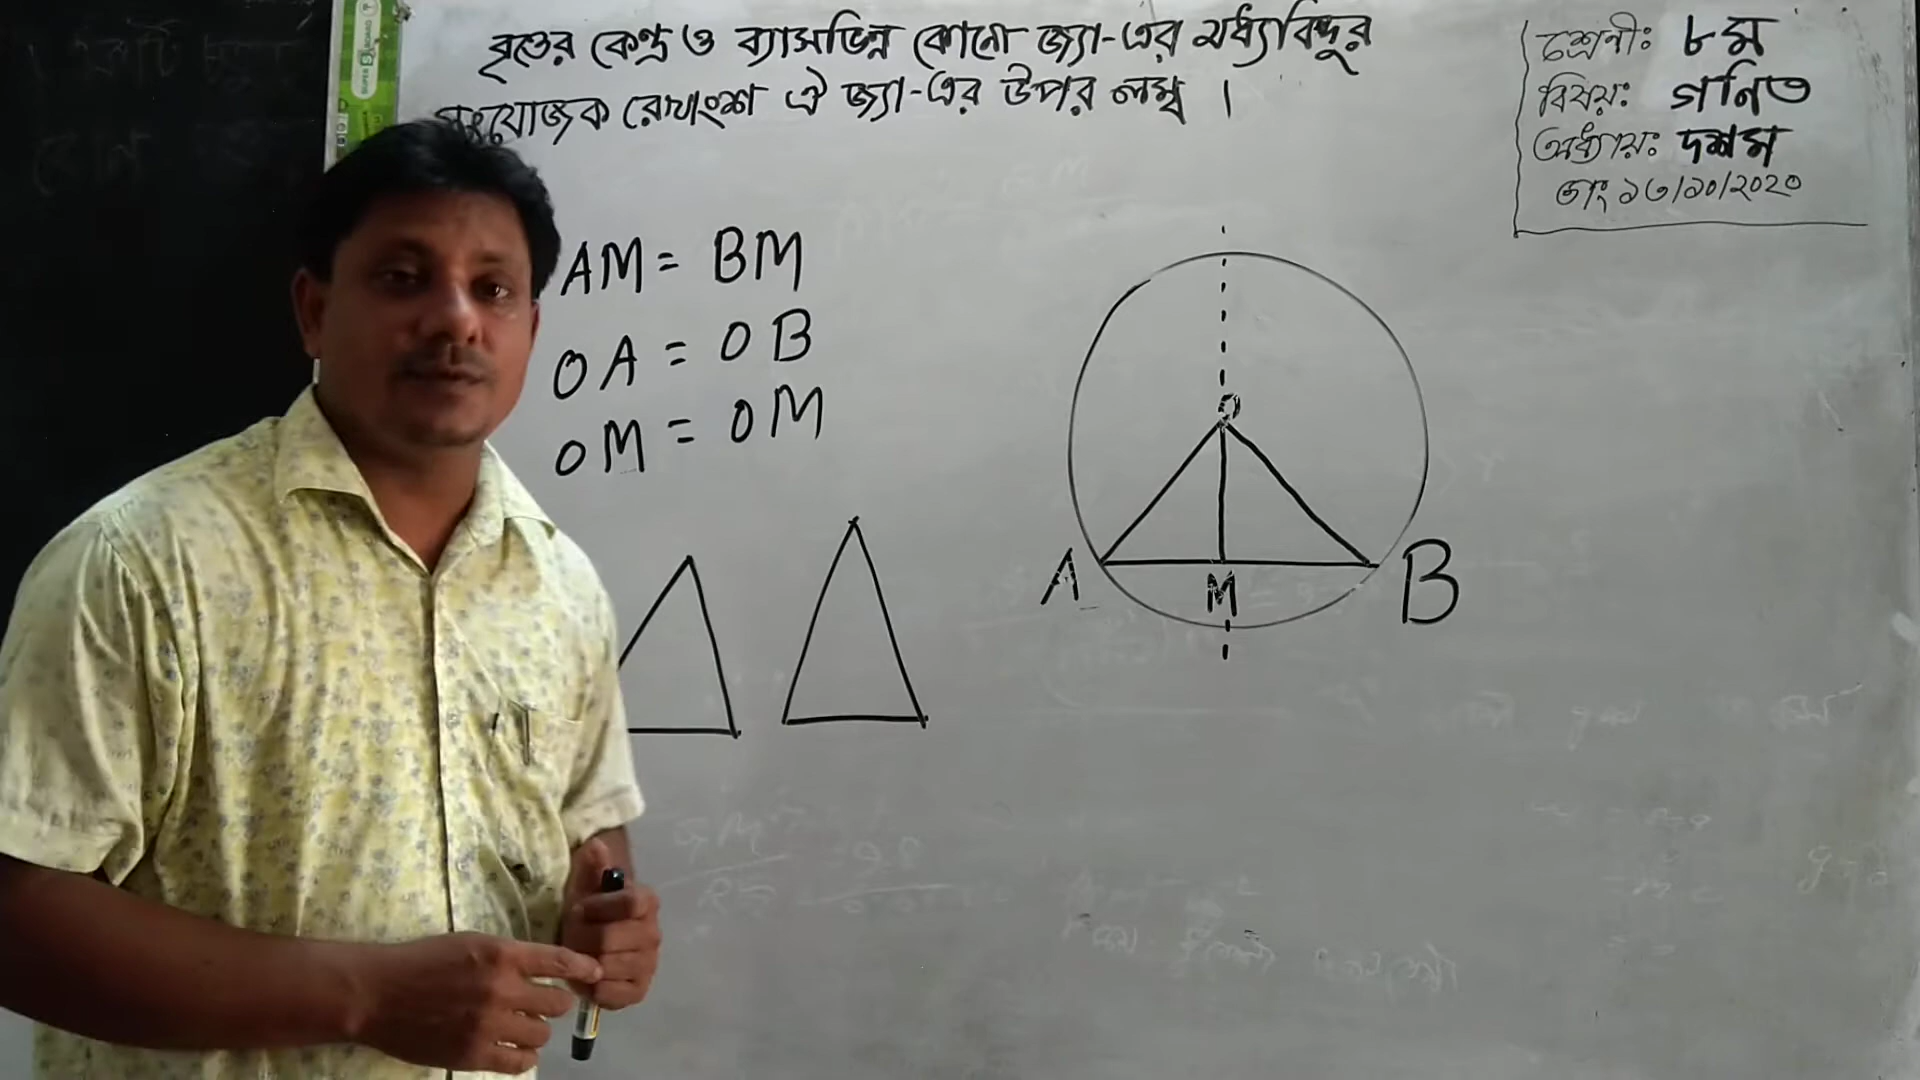 বৃত্তের কেন্দ্র ও ব্যাসভিন্ন কোনো জ্যা-এর মধ্যবিন্দুর
সংযোজক রেখাংশ ঐ জ্যা-এর উপর লম্ব ।
শ্রেনী: ৮ম
বিষয়: গনিত
অধ্যায়: দশম
তাং ১৩/১০/২০২০
AM = BM
OA = OB
OM = OM
O
A
M
B